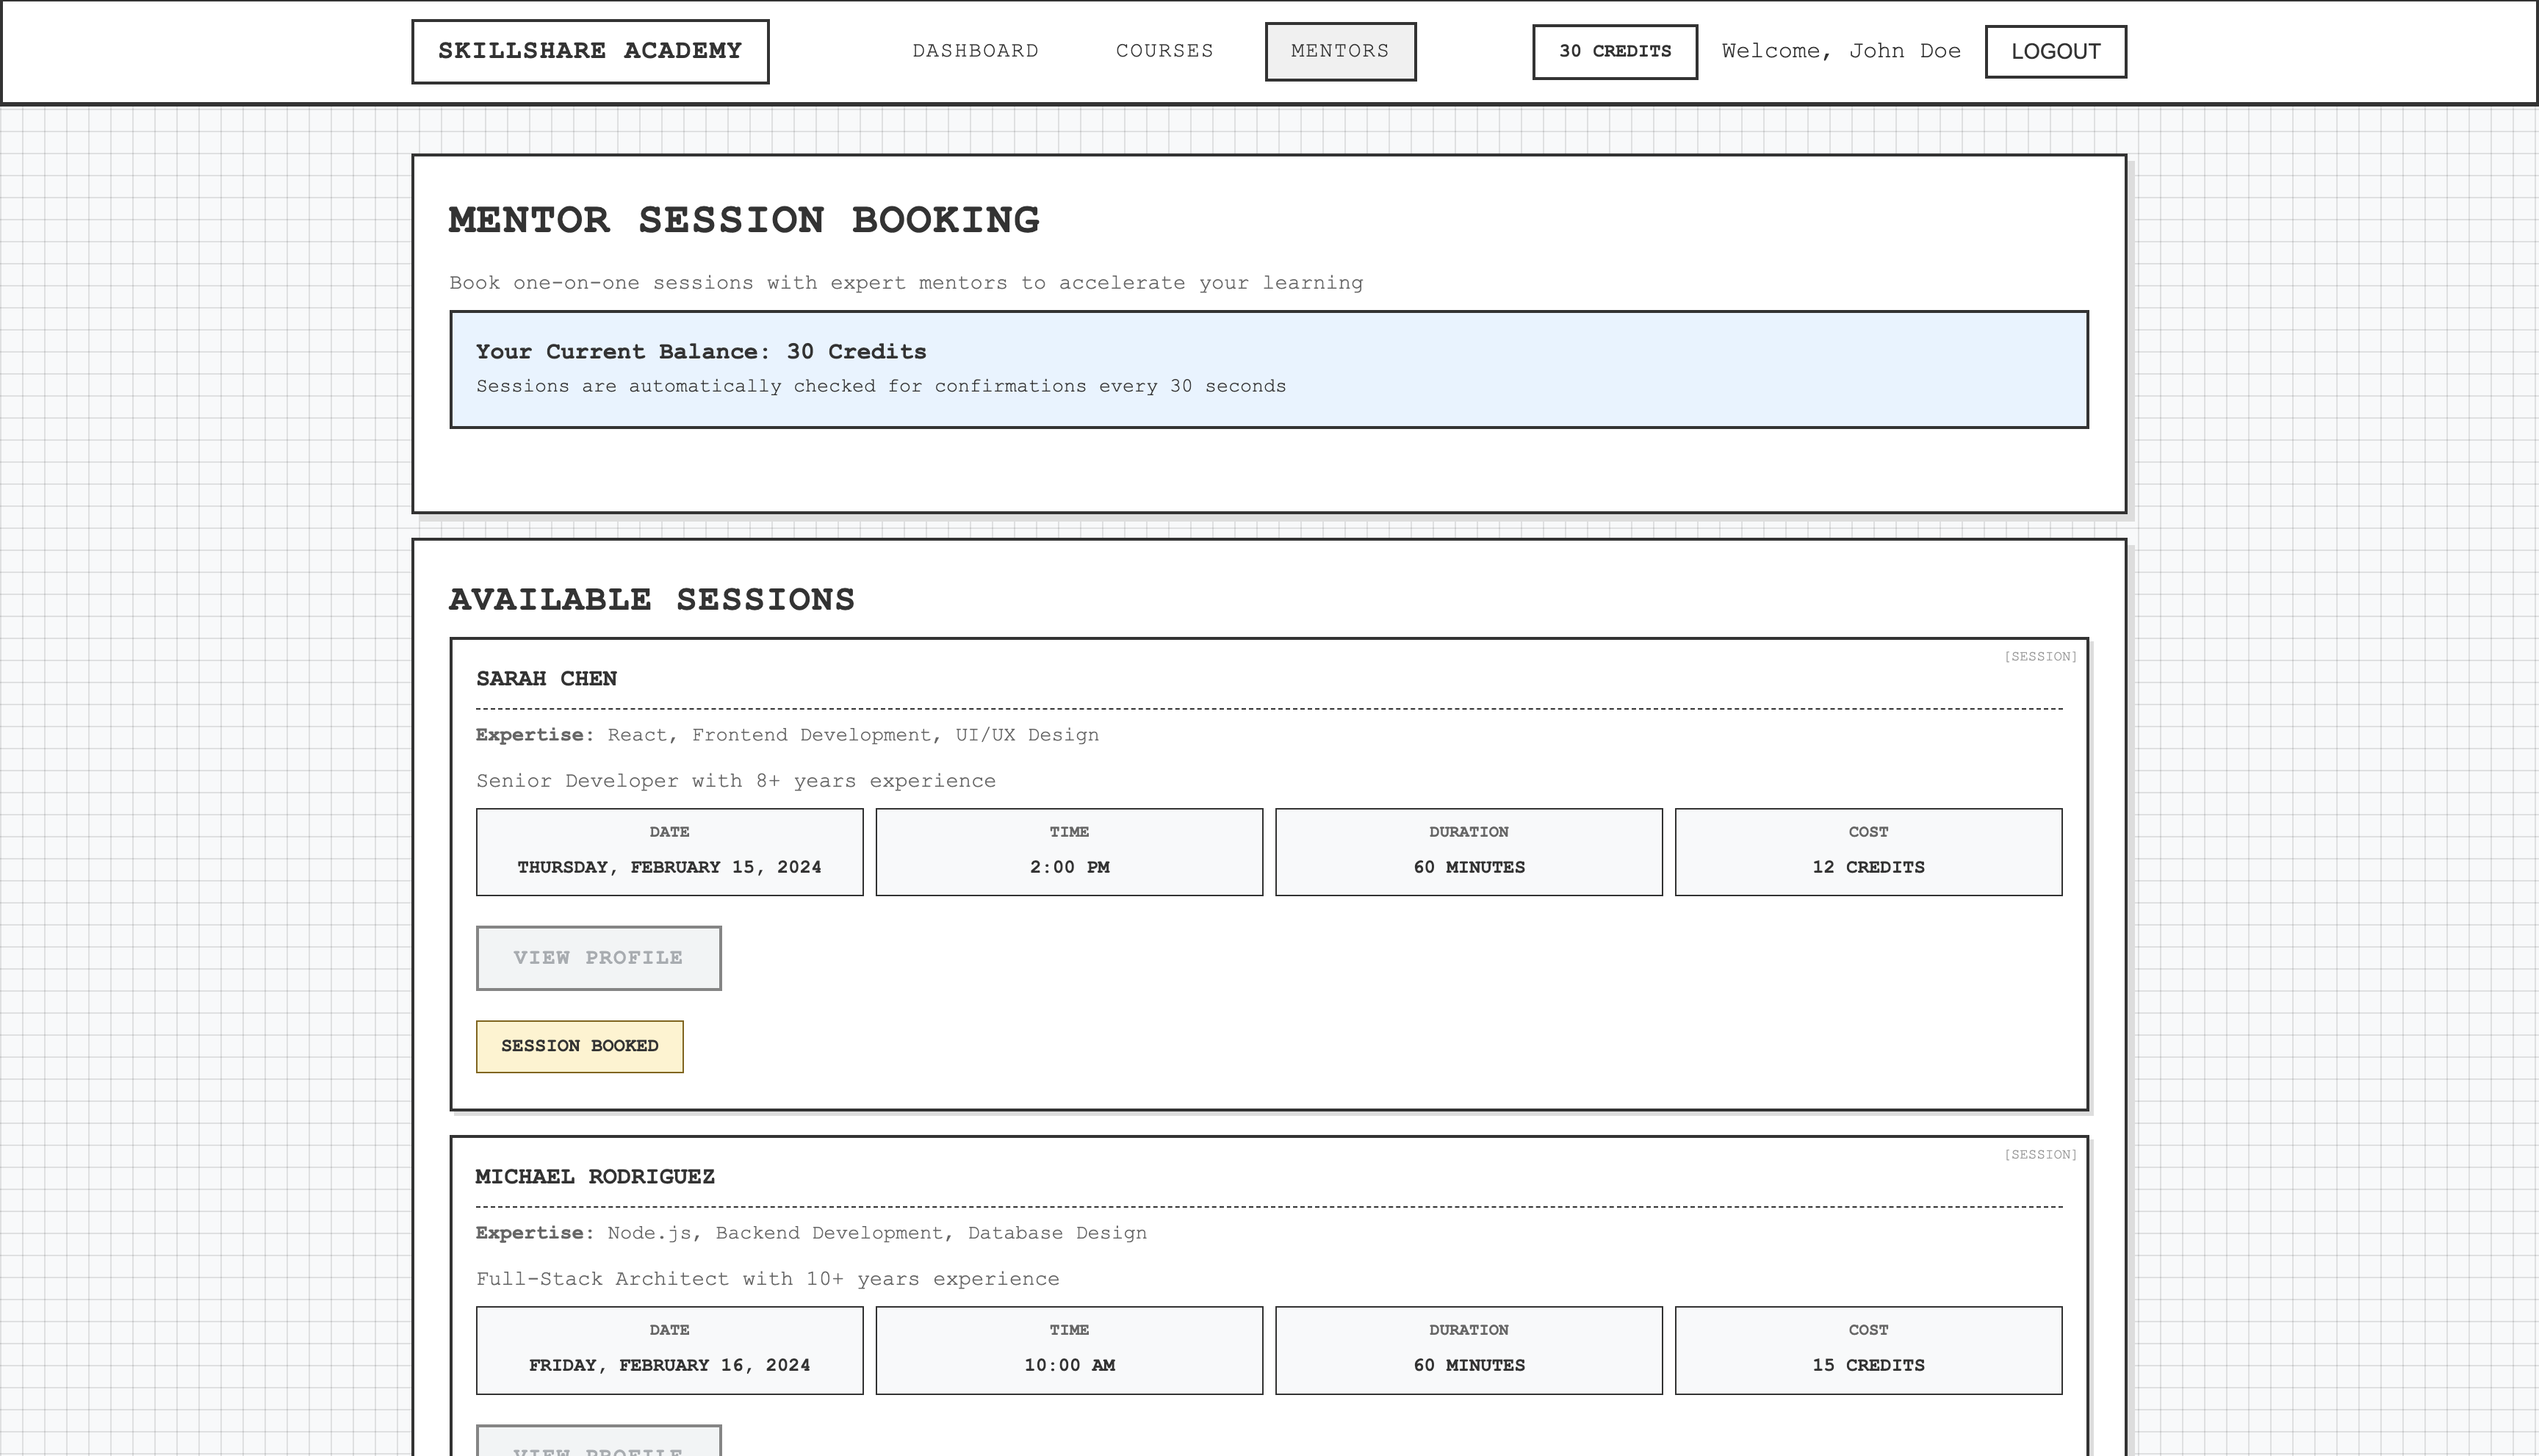 SKILLSHARE ACADEMY
DASHBOARD
COURSES
MENTORS
30 CREDITS
Welcome, John Doe
LOGOUT
MENTOR SESSION BOOKING
Book one-on-one sessions with expert mentors to accelerate your learning
Your Current Balance: 30 Credits
Sessions are automatically checked for confirmations every 30 seconds
AVAILABLE SESSIONS
[SESSION]
SARAH CHEN
Expertise: React, Frontend Development, UI/UX Design
Senior Developer with 8+ years experience
DATE
THURSDAY, FEBRUARY 15, 2024
TIME
2:00 PM
DURATION
60 MINUTES
COST
12 CREDITS
VIEW PROFILE
SESSION BOOKED
[SESSION]
MICHAEL RODRIGUEZ
Expertise: Node.js, Backend Development, Database Design
Full-Stack Architect with 10+ years experience
DATE
FRIDAY, FEBRUARY 16, 2024
TIME
10:00 AM
DURATION
60 MINUTES
COST
15 CREDITS
VIEW PROFILE